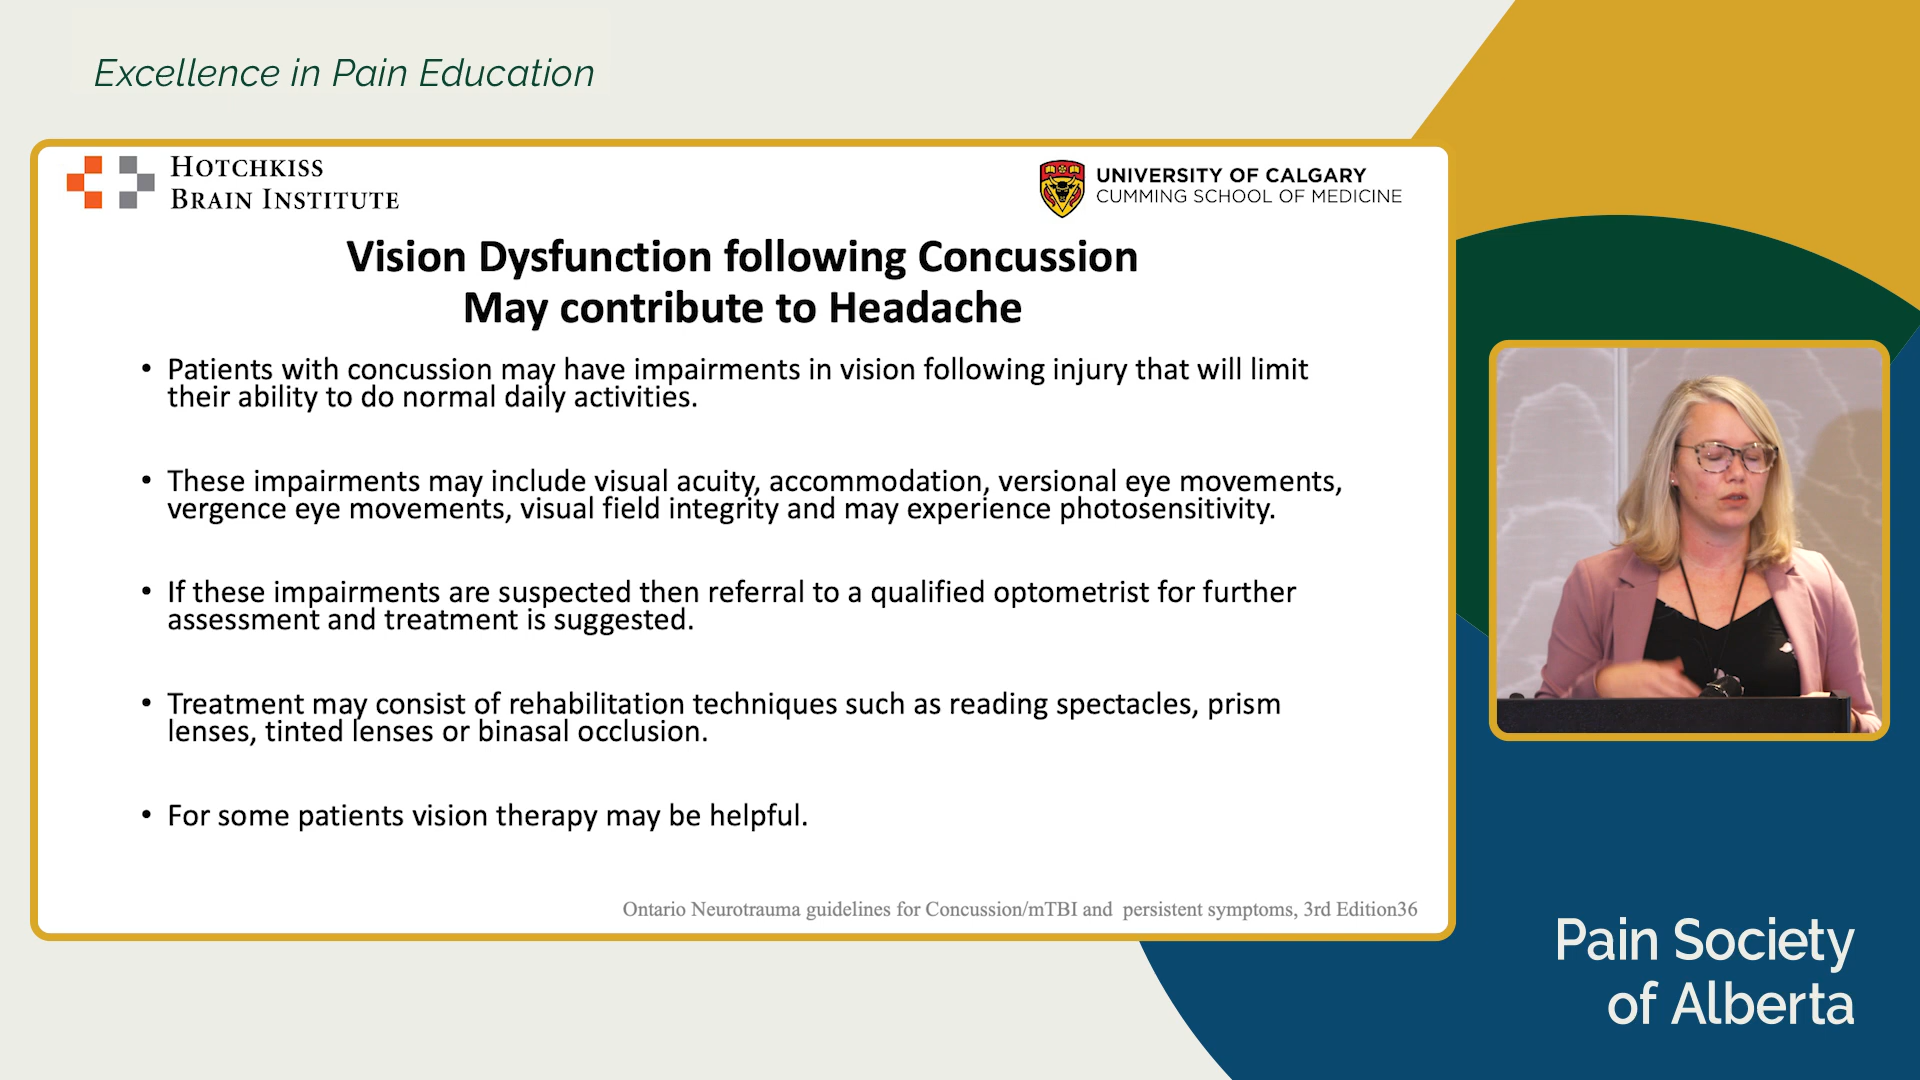 Excellence in Pain Education
HOTCHKISS
BRAIN INSTITUTE
UNIVERSITY OF CALGARY
CUMMING SCHOOL OF MEDICINE
Vision Dysfunction following Concussion
May contribute to Headache
• Patients with concussion may have impairments in vision following injury that will limit
their ability to do normal daily activities.
• These impairments may include visual acuity, accommodation, versional eye movements,
vergence eye movements, visual field integrity and may experience photosensitivity.
• If these impairments are suspected then referral to a qualified optometrist for further
assessment and treatment is suggested.
• Treatment may consist of rehabilitation techniques such as reading spectacles, prism
lenses, tinted lenses or binasal occlusion.
• For some patients vision therapy may be helpful.
Ontario Neurotrauma guidelines for Concussion/mTBI and  persistent symptoms, 3rd Edition36
Pain Society
of Alberta